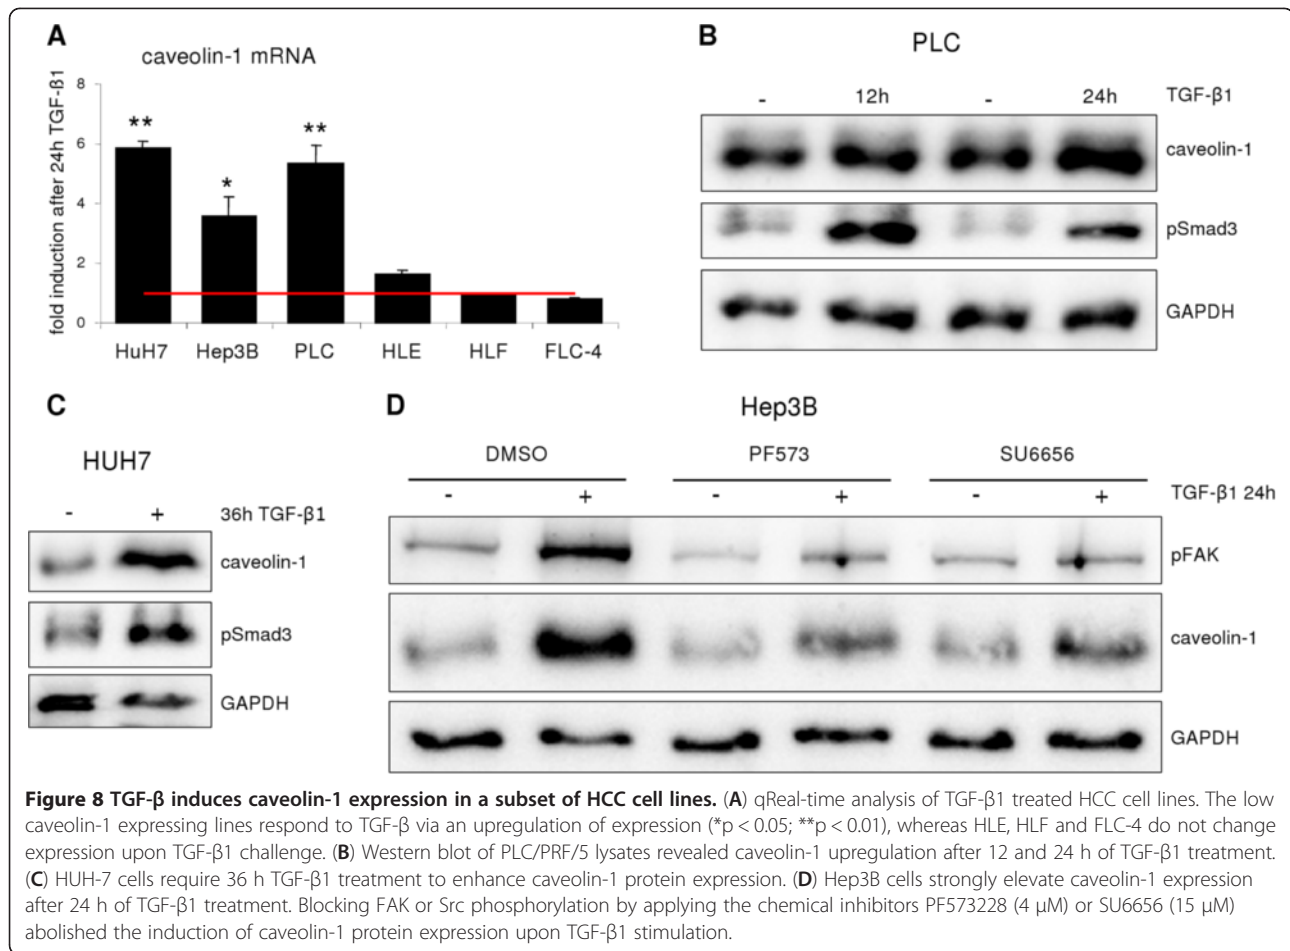 A
caveolin-1 mRNA
fold induction after 24h TGF-β1
8
6
4
2
0
**
*
**
HuH7 Hep3B PLC HLE HLF FLC-4
B
PLC
- 12h - 24h TGF-β1
caveolin-1
pSmad3
GAPDH
C
HUH7
- + 36h TGF-β1
caveolin-1
pSmad3
GAPDH
D
Hep3B
DMSO PF573 SU6656
- + - + - + TGF-β1 24h
pFAK
caveolin-1
GAPDH
Figure 8 TGF-β induces caveolin-1 expression in a subset of HCC cell lines. (A) qReal-time analysis of TGF-β1 treated HCC cell lines. The low
caveolin-1 expressing lines respond to TGF-β via an upregulation of expression (*p < 0.05; **p < 0.01), whereas HLE, HLF and FLC-4 do not change
expression upon TGF-β1 challenge. (B) Western blot of PLC/PRF/5 lysates revealed caveolin-1 upregulation after 12 and 24 h of TGF-β1 treatment.
(C) HUH-7 cells require 36 h TGF-β1 treatment to enhance caveolin-1 protein expression. (D) Hep3B cells strongly elevate caveolin-1 expression
after 24 h of TGF-β1 treatment. Blocking FAK or Src phosphorylation by applying the chemical inhibitors PF573228 (4 μM) or SU6656 (15 μM)
abolished the induction of caveolin-1 protein expression upon TGF-β1 stimulation.